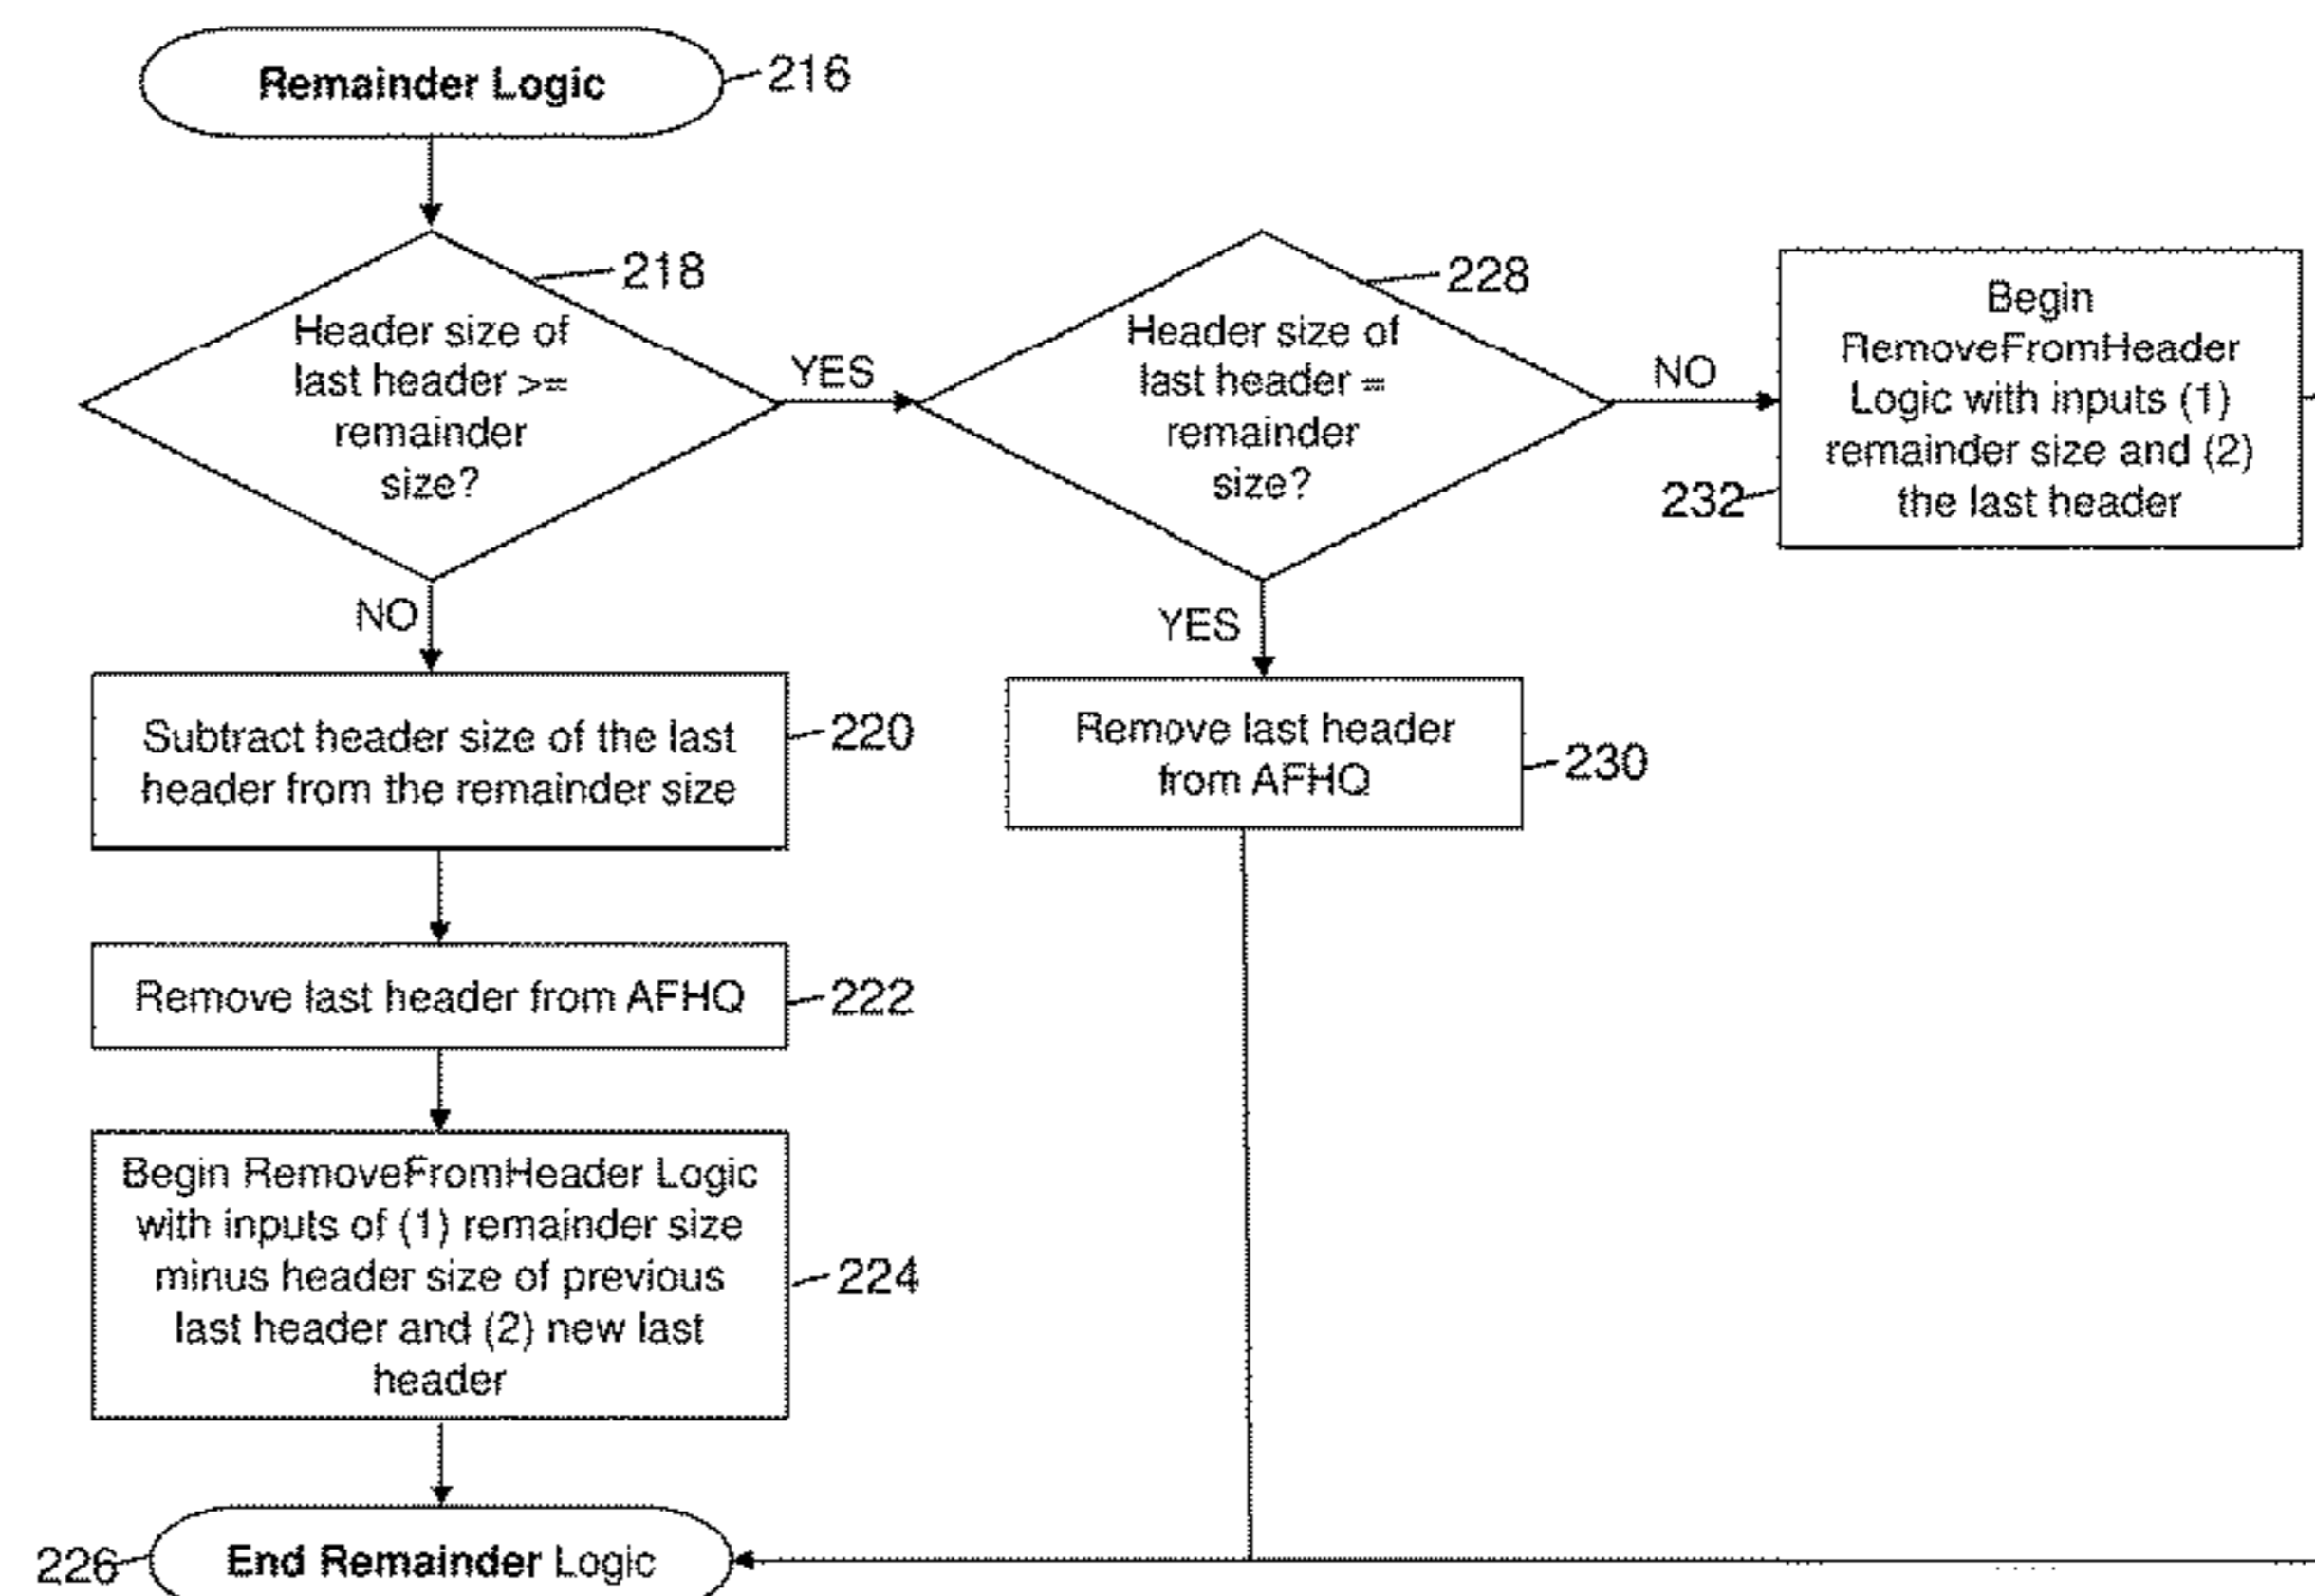 Remainder Logic
216
Header size of
last header >=
remainder
size?
218
YES
Header size of
last header =
remainder
size?
228
NO
Begin
RemoveFromHeader
Logic with inputs (1)
remainder size and (2)
the last header
232
NO
YES
Subtract header size of the last
header from the remainder size
220
Remove last header
from AFHQ
230
Remove last header from AFHQ
222
Begin RemoveFromHeader Logic
with inputs of (1) remainder size
minus header size of previous
last header and (2) new last
header
224
226
End Remainder Logic